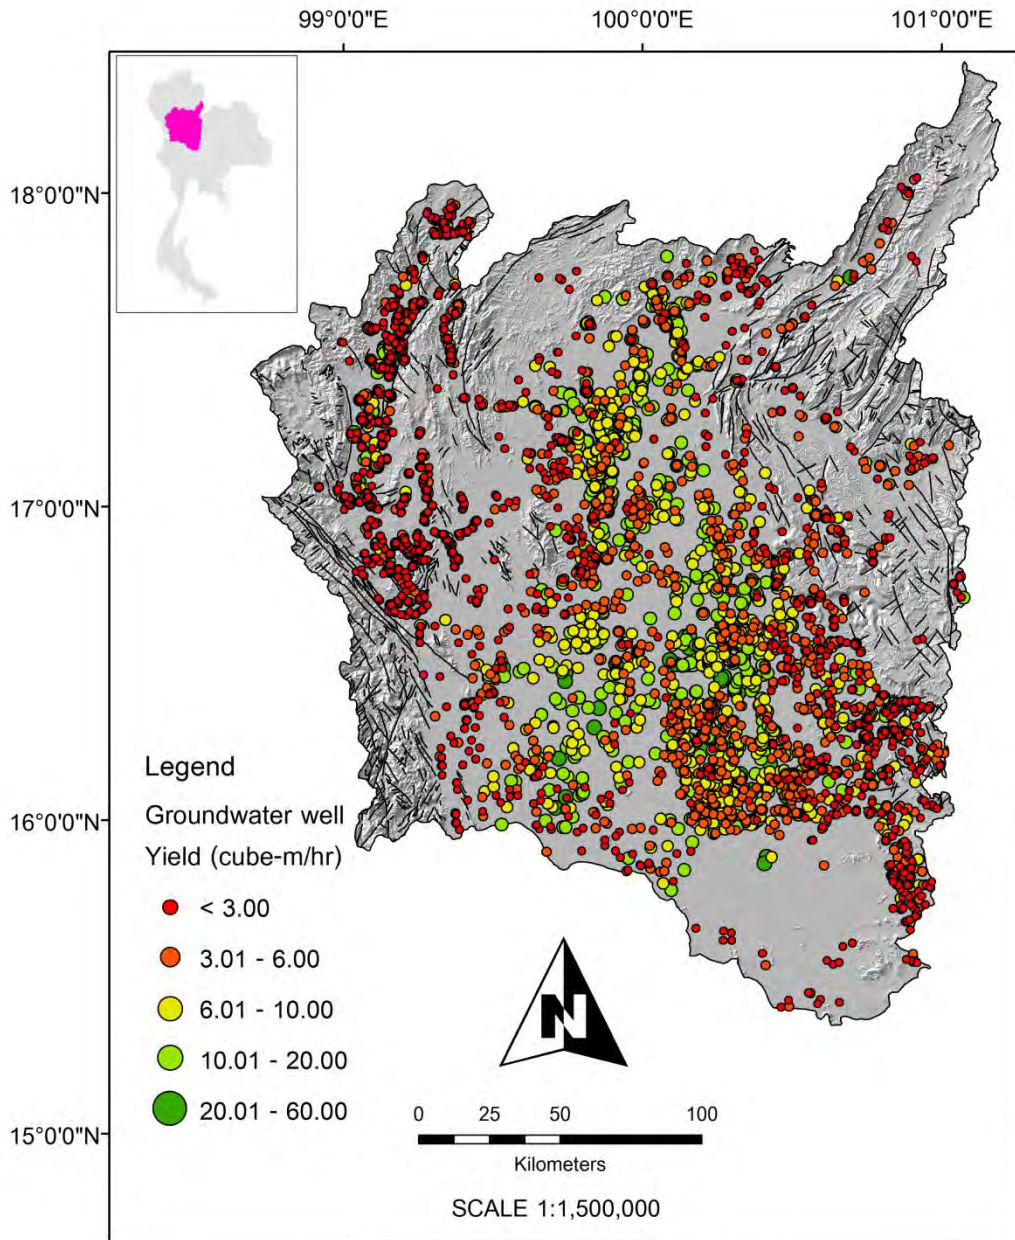 99°0'0"E
100°0'0"E
101°0'0"E
18°0'0"N
17°0'0"N
16°0'0"N
15°0'0"N
Legend
Groundwater well
Yield (cube-m/hr)
< 3.00
3.01 - 6.00
6.01 - 10.00
10.01 - 20.00
20.01 - 60.00
N
0 25 50 100
Kilometers
SCALE 1:1,500,000